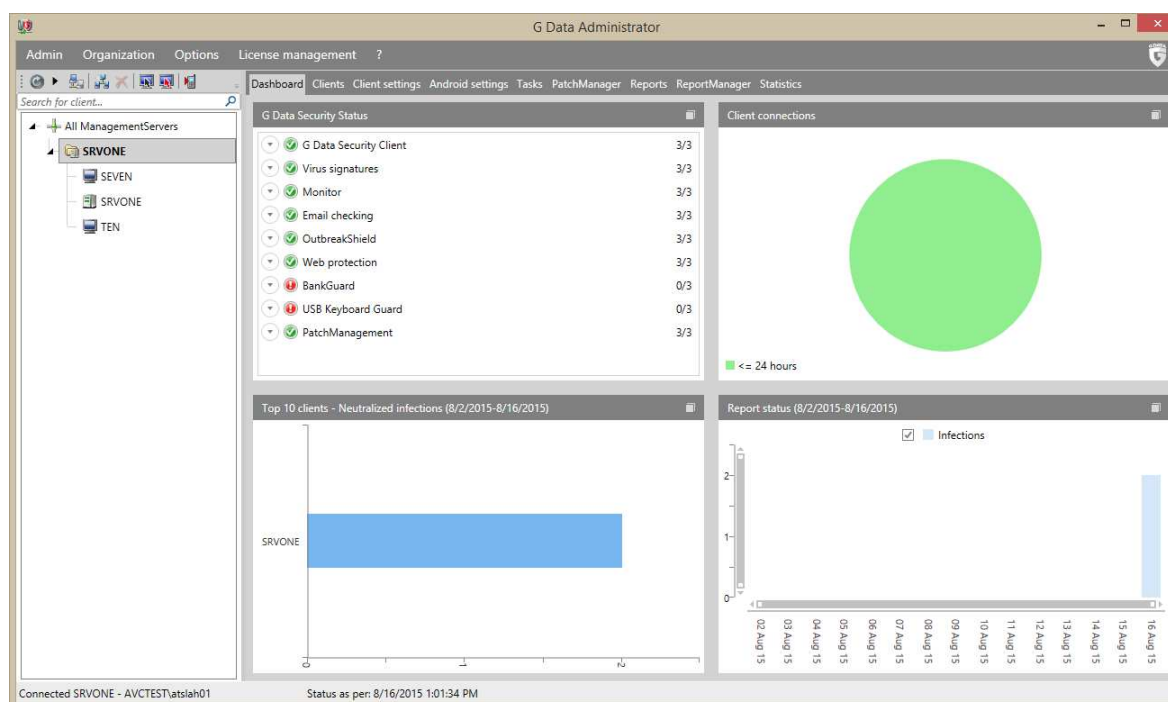 G Data Administrator
Admin Organization Options License management ?
Dashboard Clients Client settings Android settings Tasks PatchManager Reports ReportManager Statistics
Search for client...
All ManagementServers
SRVONE
SEVEN
SRVONE
TEN
G Data Security Status
G Data Security Client 3/3
Virus signatures 3/3
Monitor 3/3
Email checking 3/3
OutbreakShield 3/3
Web protection 3/3
BankGuard 0/3
USB Keyboard Guard 0/3
PatchManagement 3/3
Client connections
<= 24 hours
Top 10 clients - Neutralized infections (8/2/2015-8/16/2015)
SRVONE
0 1 2
Report status (8/2/2015-8/16/2015)
Infections
2
1
0
02 Aug 15 03 Aug 15 04 Aug 15 05 Aug 15 06 Aug 15 07 Aug 15 08 Aug 15 09 Aug 15 10 Aug 15 11 Aug 15 12 Aug 15 13 Aug 15 14 Aug 15 15 Aug 15 16 Aug 15
Connected SRVONE - AVCTEST\atslah01 Status as per: 8/16/2015 1:01:34 PM